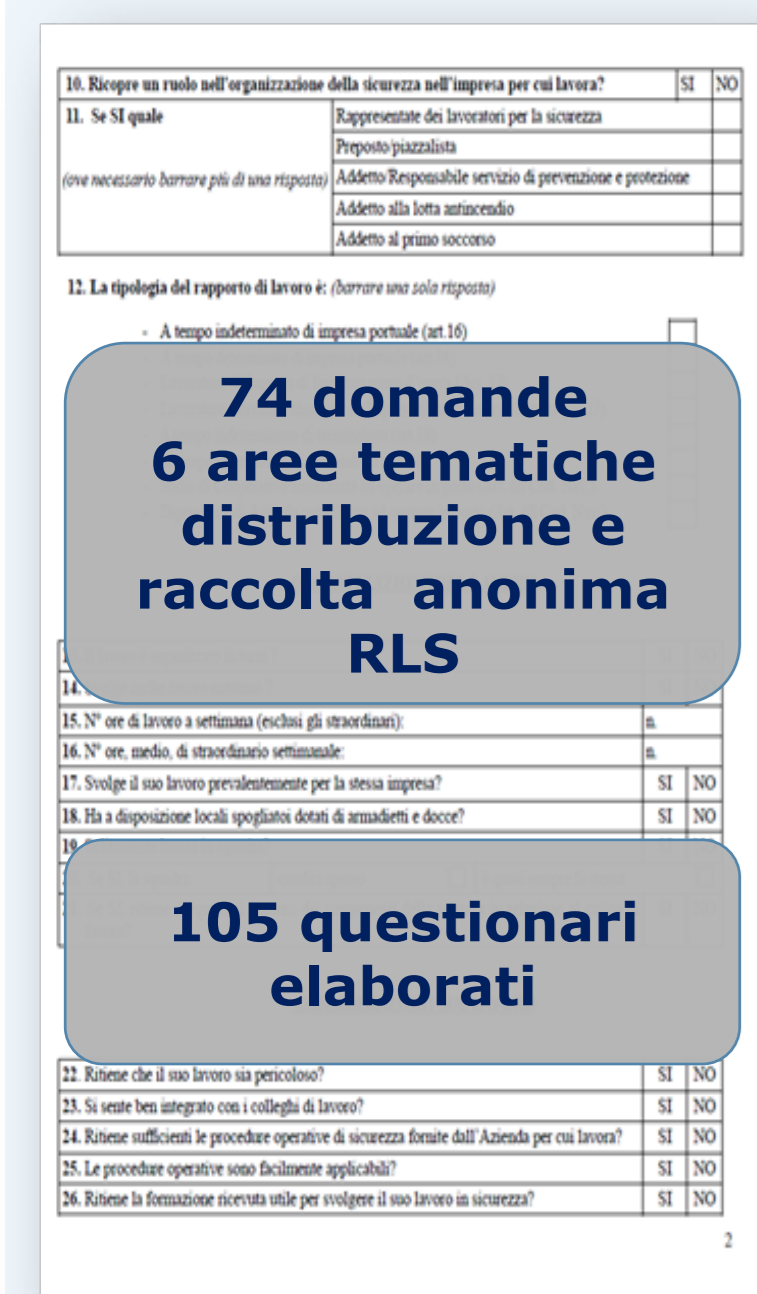 10. Ricopre un ruolo nell'organizzazione della sicurezza nell'impresa per cui lavora? SI NO
11. Se SI quale Rappresentate dei lavoratori per la sicurezza
Preposto/piazzalista
(ove necessario barrare più di una risposta) Addetto/Responsabile servizio di prevenzione e protezione
Addetto alla lotta antincendio
Addetto al primo soccorso
12. La tipologia del rapporto di lavoro è: (barrare una sola risposta)
- A tempo indeterminato di impresa portuale (art.16)
74 domande
6 aree tematiche
distribuzione e
raccolta anonima
RLS
14.
15. N° ore di lavoro a settimana (esclusi gli straordinari): n.
16. N° ore, medio, di straordinario settimanale: n.
17. Svolge il suo lavoro prevalentemente per la stessa impresa? SI NO
18. Ha a disposizione locali spogliatoi dotati di armadietti e docce? SI NO
19
105 questionari
elaborati
22. Ritiene che il suo lavoro sia pericoloso? SI NO
23. Si sente ben integrato con i colleghi di lavoro? SI NO
24. Ritiene sufficienti le procedure operative di sicurezza fornite dall'Azienda per cui lavora? SI NO
25. Le procedure operative sono facilmente applicabili? SI NO
26. Ritiene la formazione ricevuta utile per svolgere il suo lavoro in sicurezza? SI NO
2